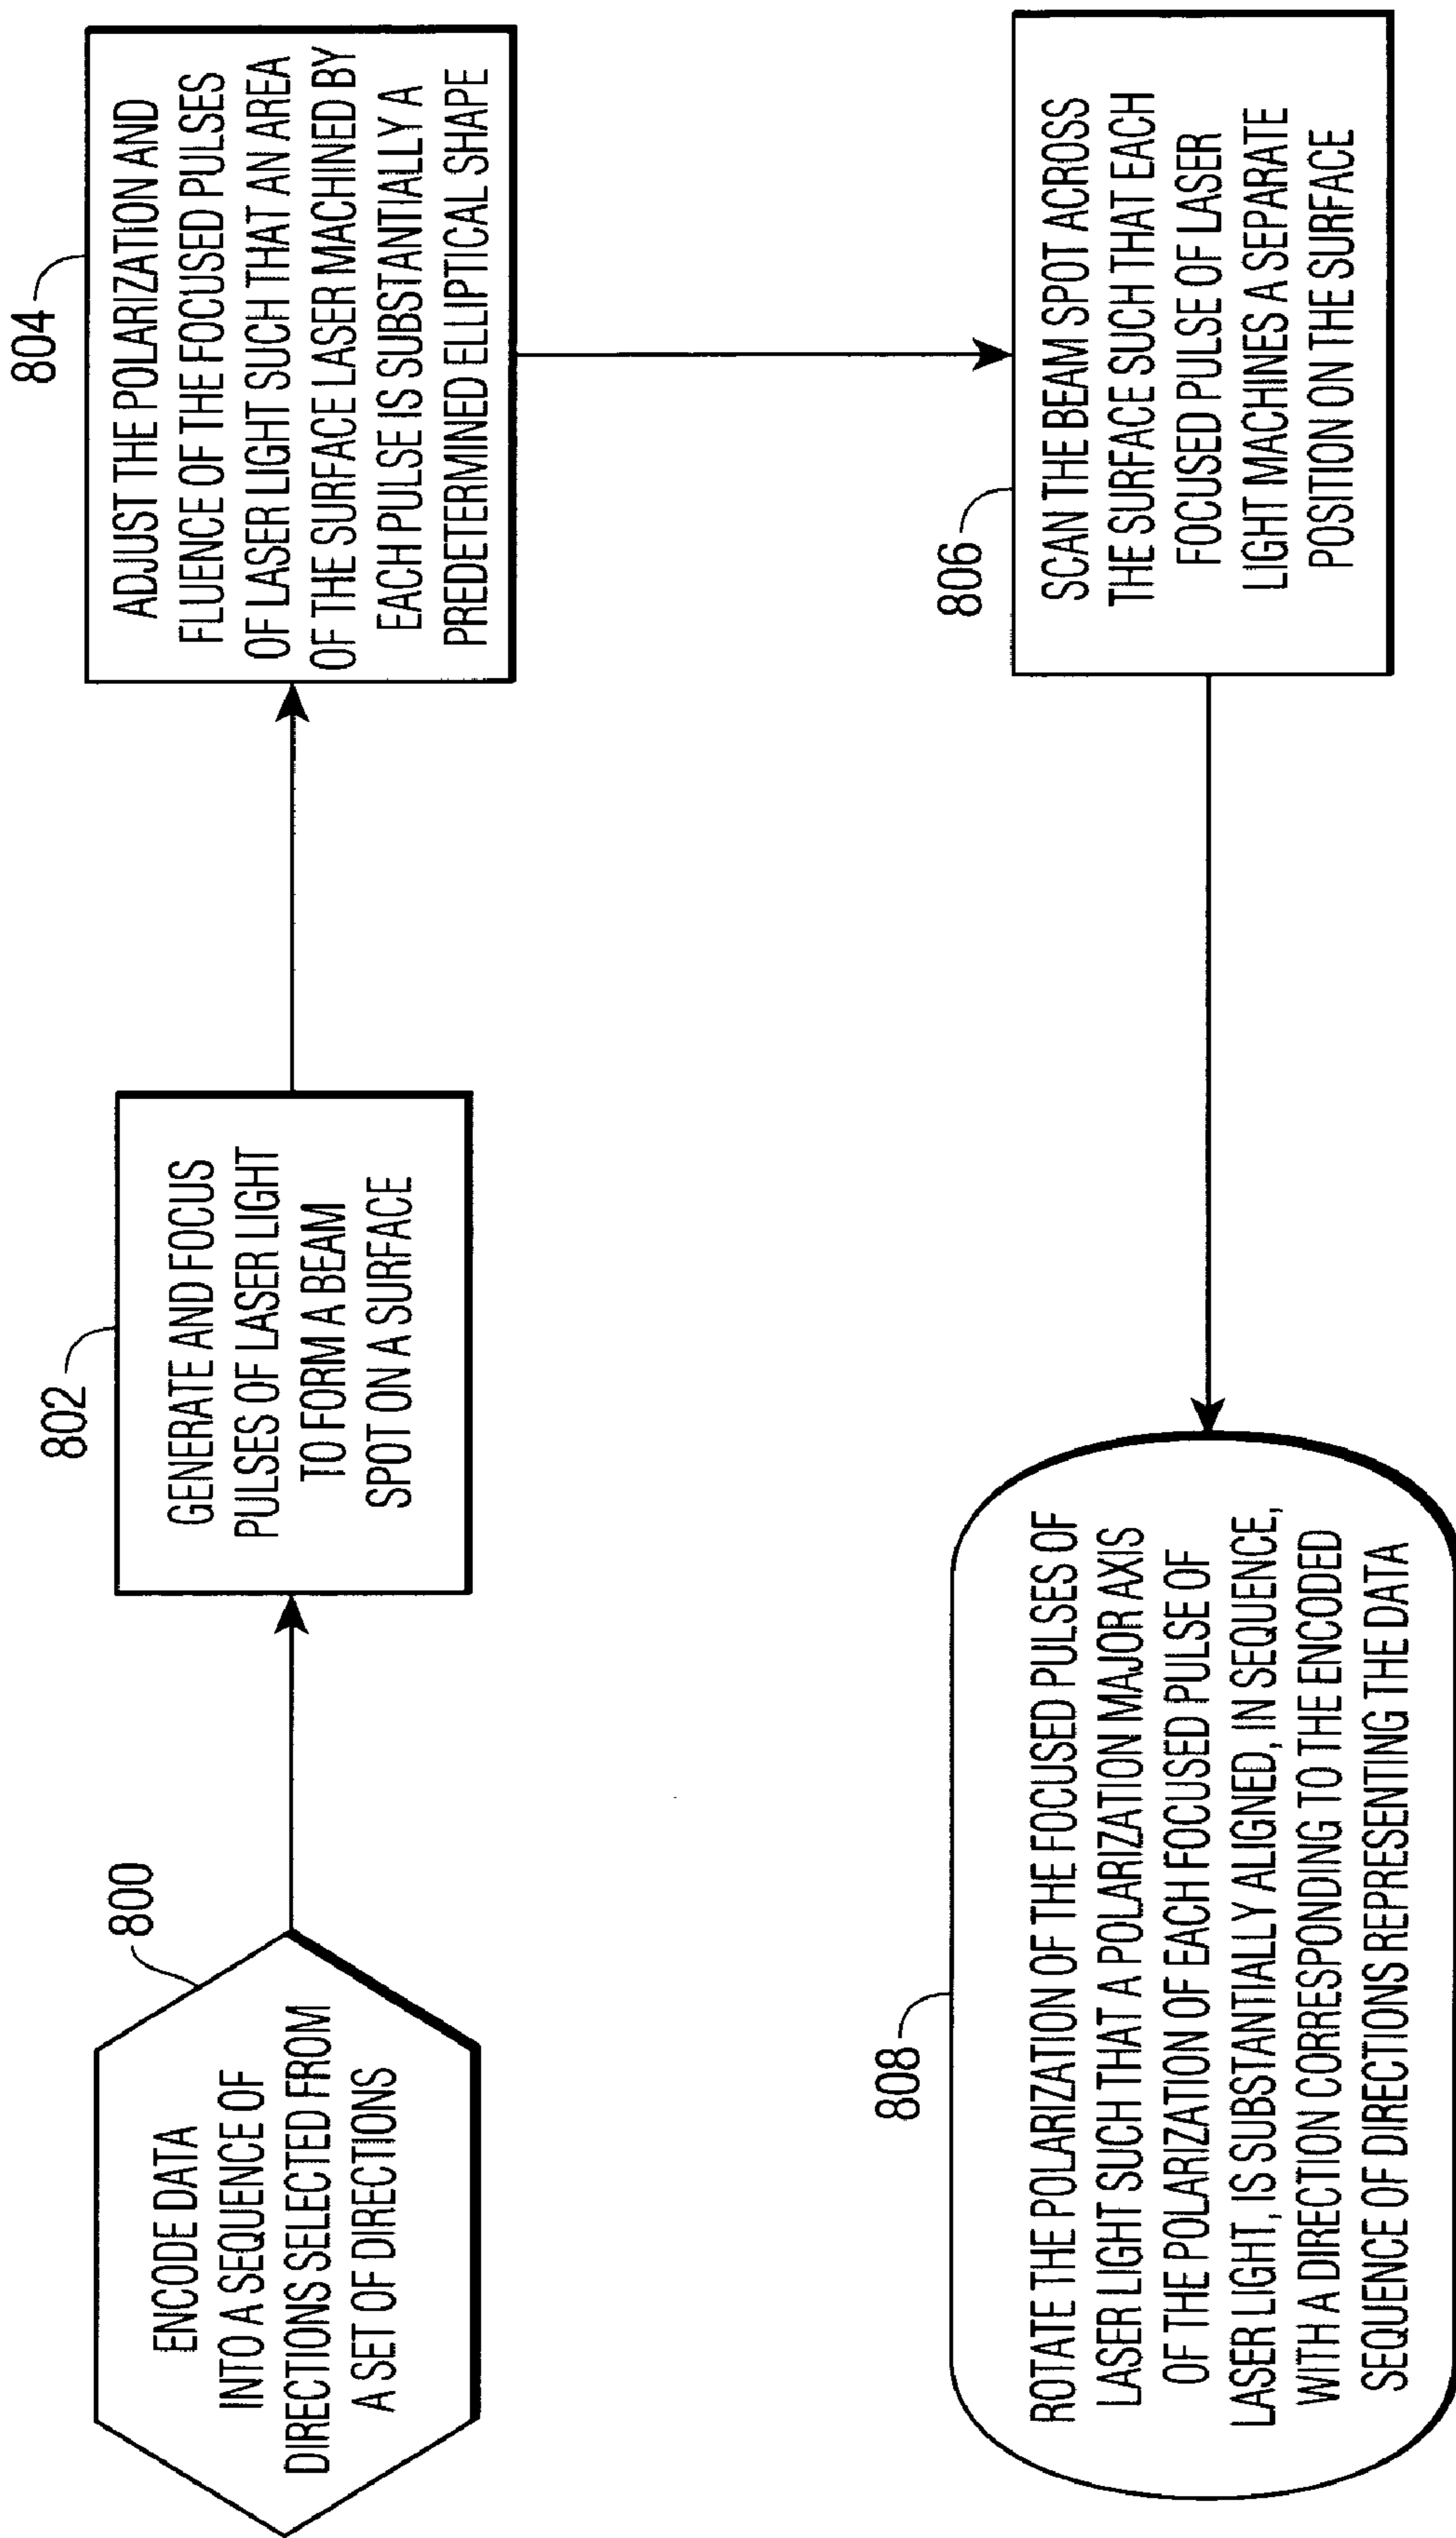 800
ENCODE DATA
INTO A SEQUENCE OF
DIRECTIONS SELECTED FROM
A SET OF DIRECTIONS
802
GENERATE AND FOCUS
PULSES OF LASER LIGHT
TO FORM A BEAM
SPOT ON A SURFACE
804
ADJUST THE POLARIZATION AND
FLUENCE OF THE FOCUSED PULSES
OF LASER LIGHT SUCH THAT AN AREA
OF THE SURFACE LASER MACHINED BY
EACH PULSE IS SUBSTANTIALLY A
PREDETERMINED ELLIPTICAL SHAPE
806
SCAN THE BEAM SPOT ACROSS
THE SURFACE SUCH THAT EACH
FOCUSED PULSE OF LASER
LIGHT MACHINES A SEPARATE
POSITION ON THE SURFACE
808
ROTATE THE POLARIZATION OF THE FOCUSED PULSES OF
LASER LIGHT SUCH THAT A POLARIZATION MAJOR AXIS
OF THE POLARIZATION OF EACH FOCUSED PULSE OF
LASER LIGHT, IS SUBSTANTIALLY ALIGNED, IN SEQUENCE,
WITH A DIRECTION CORRESPONDING TO THE ENCODED
SEQUENCE OF DIRECTIONS REPRESENTING THE DATA